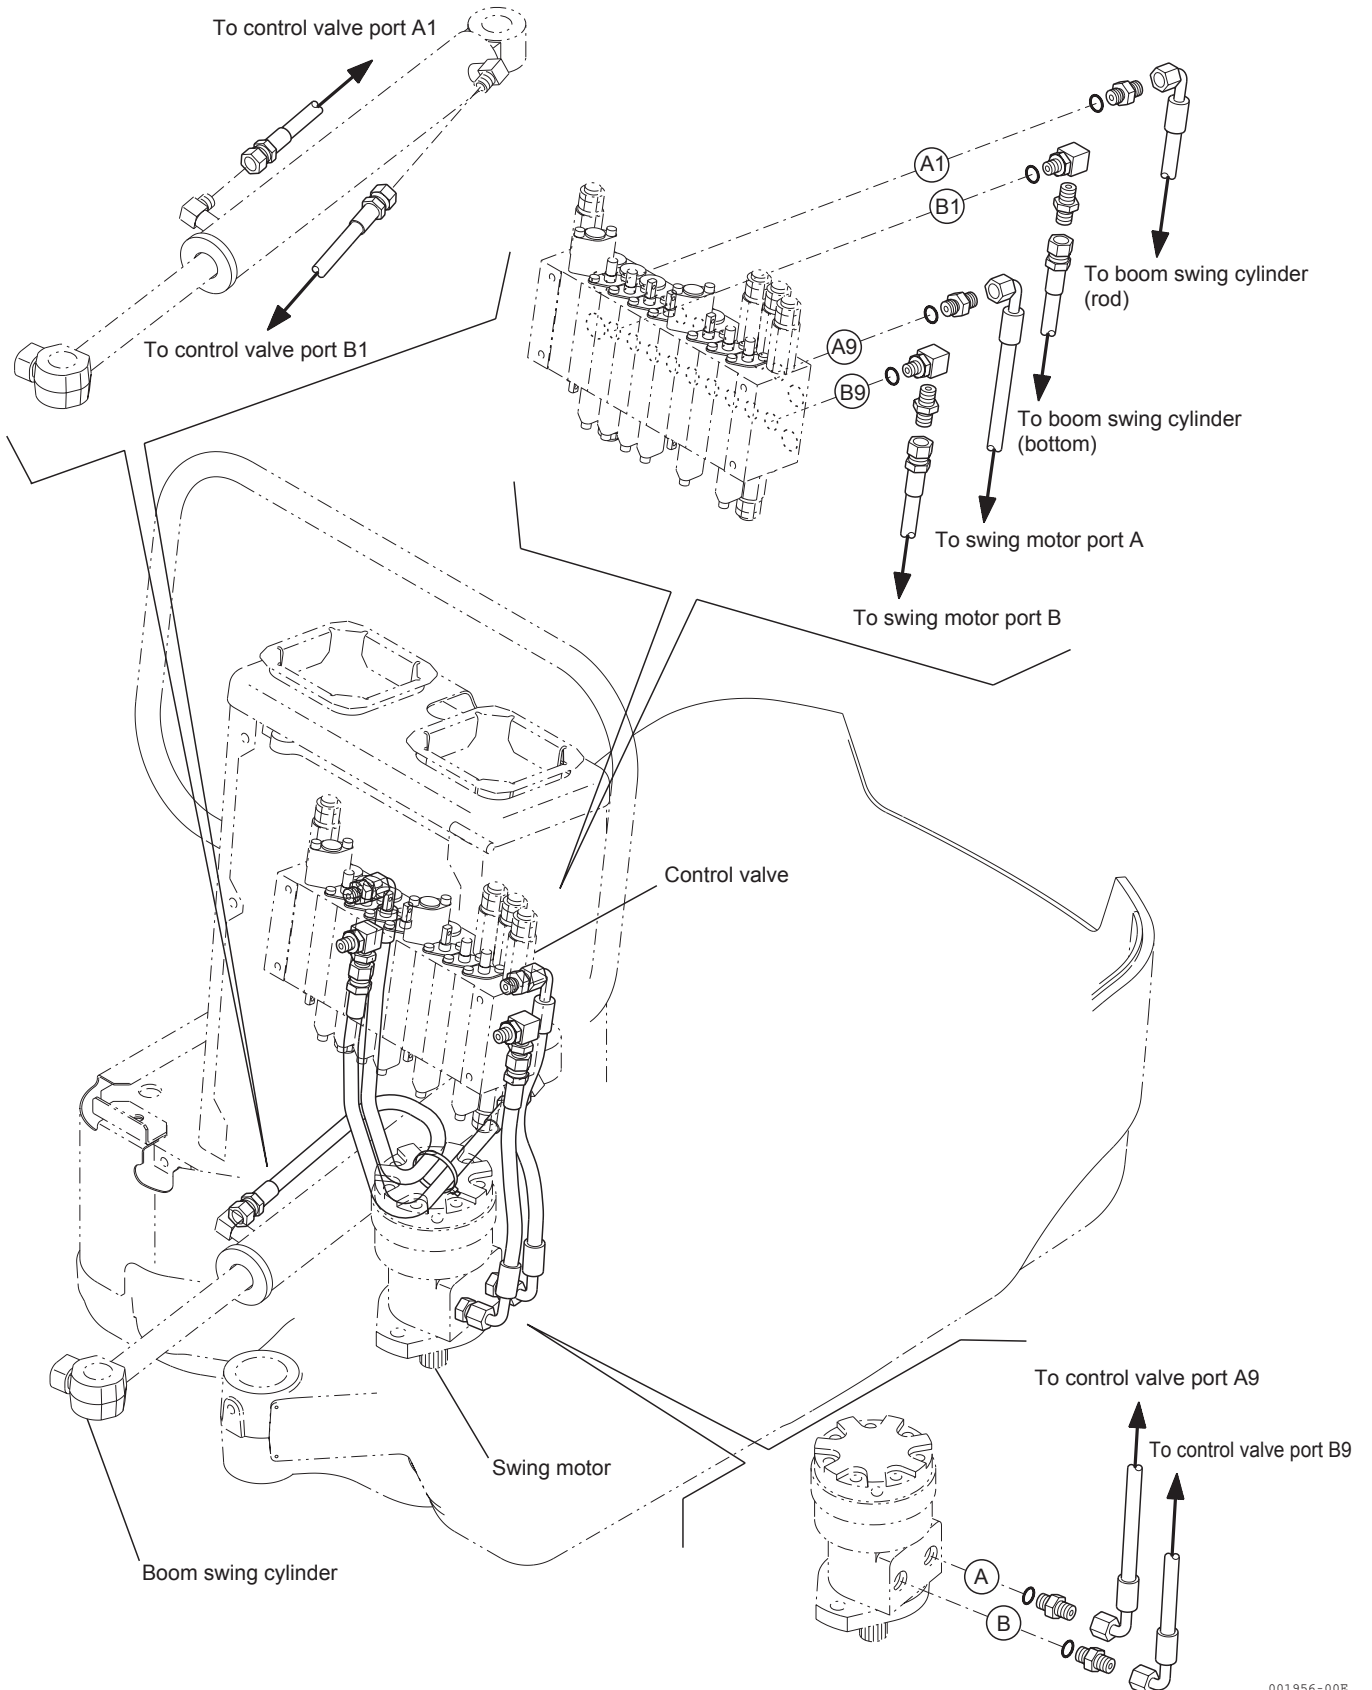 To control valve port A1
A1
B1
To boom swing cylinder
(rod)
A9
To control valve port B1
B9
To boom swing cylinder
(bottom)
To swing motor port A
To swing motor port B
Control valve
To control valve port A9
To control valve port B9
Swing motor
Boom swing cylinder
A
B
001956-00E